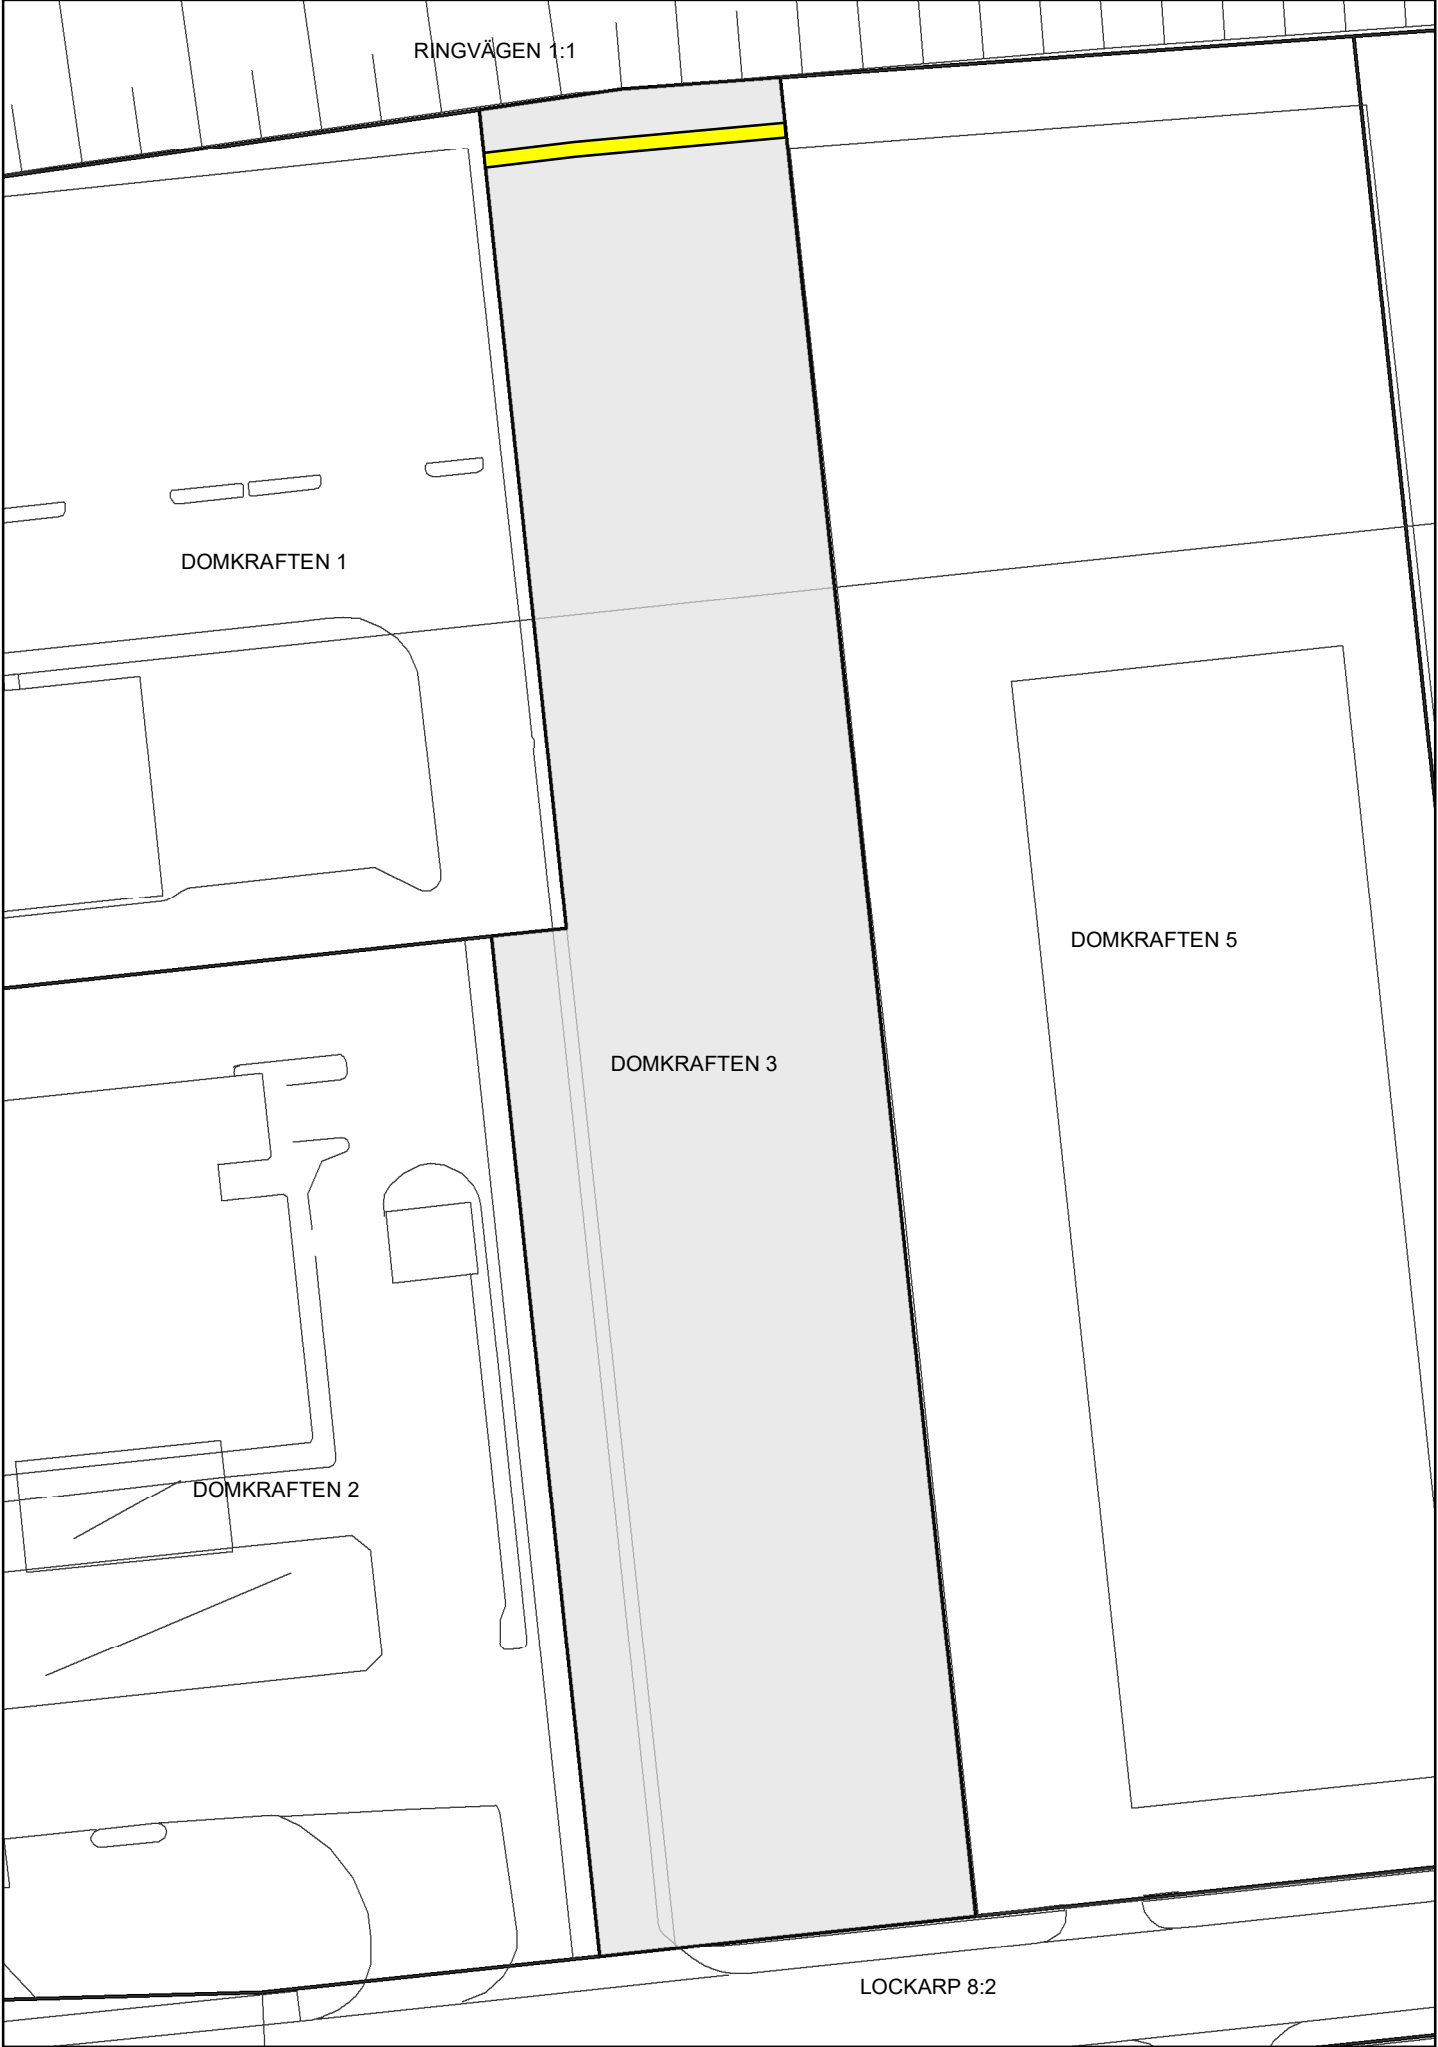 RINGVÄGEN 1:1
DOMKRAFTEN 1
DOMKRAFTEN 5
DOMKRAFTEN 3
DOMKRAFTEN 2
LOCKARP 8:2